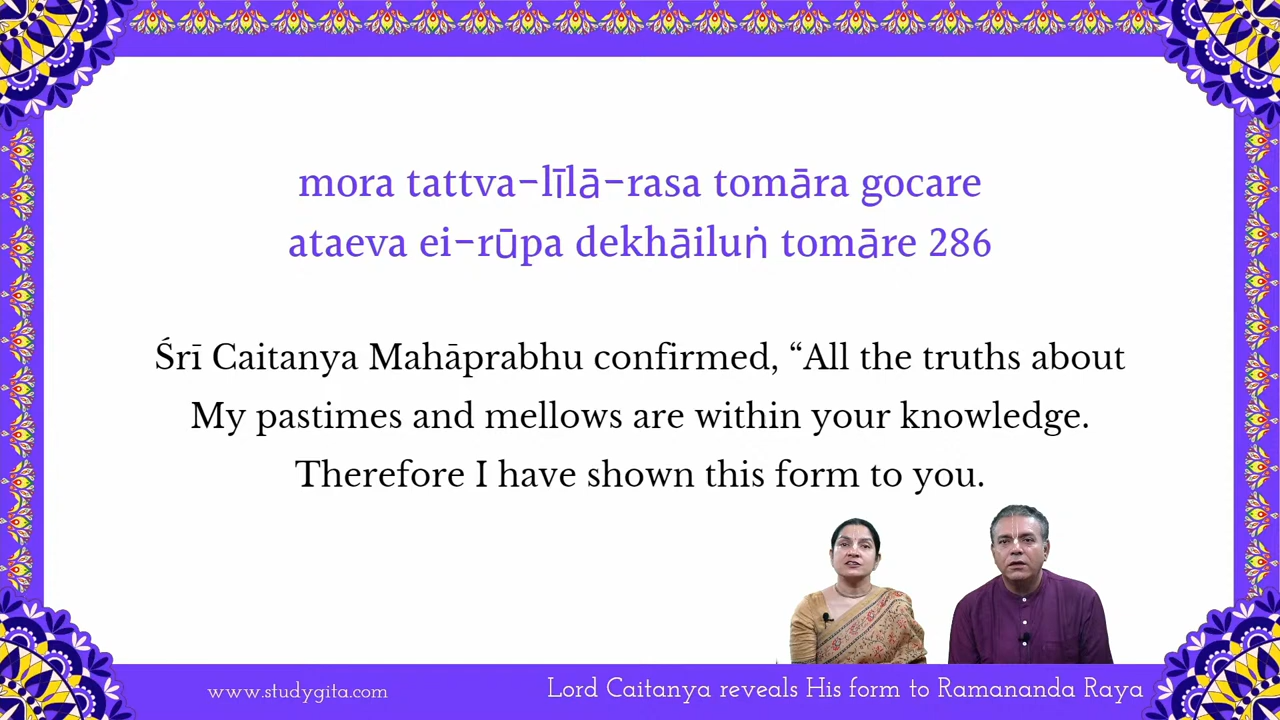 mora tattva-līlā-rasa tomāra gocare
ataeva ei-rūpa dekhāiluṅ tomāre 286
Śrī Caitanya Mahāprabhu confirmed, “All the truths about
My pastimes and mellows are within your knowledge.
Therefore I have shown this form to you.
www.studygita.com
Lord Caitanya reveals His form to Ramananda Raya